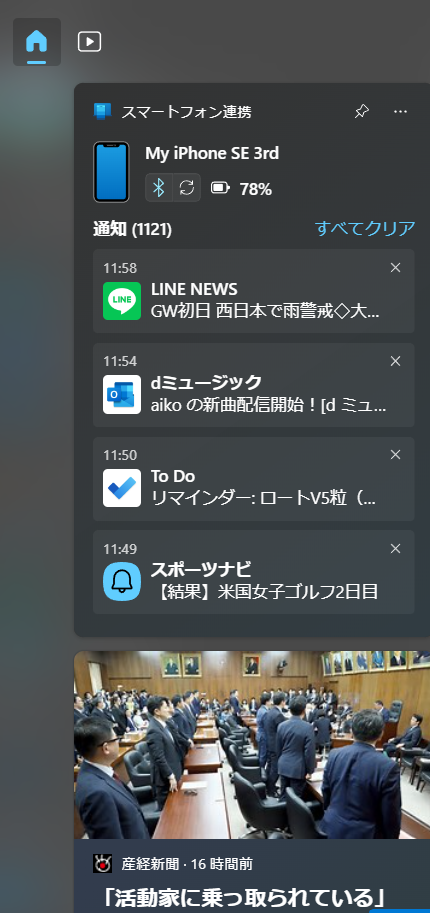 スマートフォン連携
My iPhone SE 3rd
78%
通知 (1121)
すべてクリア
11:58
LINE
LINE NEWS
GW初日 西日本で雨警戒◇大...
11:54
dミュージック
aiko の新曲配信開始！[d ミュ...
11:50
To Do
リマインダー: ロートV5粒（...
11:49
スポーツナビ
【結果】米国女子ゴルフ2日目
産経新聞 · 16 時間前
「活動家に乗っ取られている」